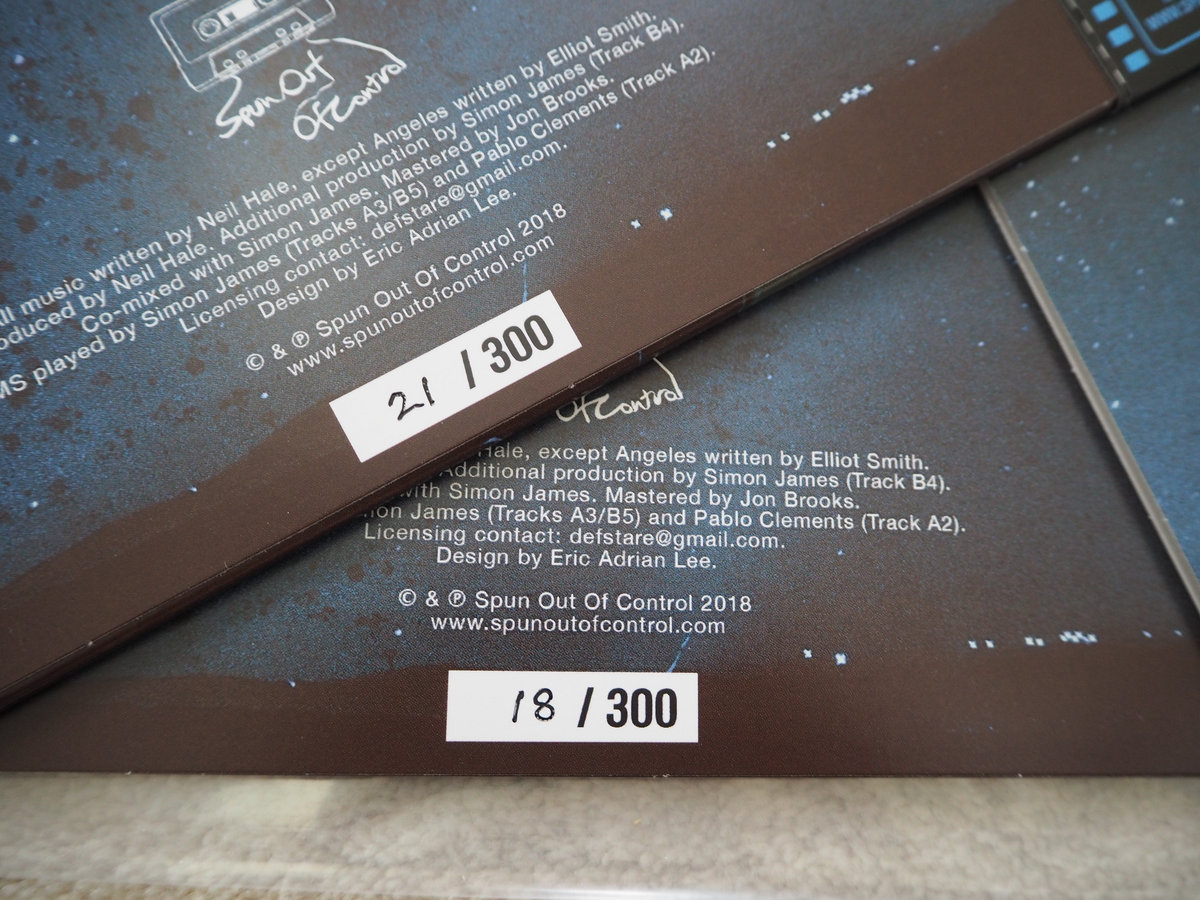 Spun Out
Of Control
ll music written by Neil Hale, except Angeles written by Elliot Smith.
oduced by Neil Hale. Additional production by Simon James (Track B4).
Co-mixed with Simon James. Mastered by Jon Brooks.
MS played by Simon James (Tracks A3/B5) and Pablo Clements (Track A2).
Licensing contact: defstare@gmail.com.
Design by Eric Adrian Lee.
© & ℗ Spun Out Of Control 2018
www.spunoutofcontrol.com
21 / 300
Of Control
Hale, except Angeles written by Elliot Smith.
Additional production by Simon James (Track B4).
with Simon James. Mastered by Jon Brooks.
on James (Tracks A3/B5) and Pablo Clements (Track A2).
Licensing contact: defstare@gmail.com.
Design by Eric Adrian Lee.
© & ℗ Spun Out Of Control 2018
www.spunoutofcontrol.com
18 / 300